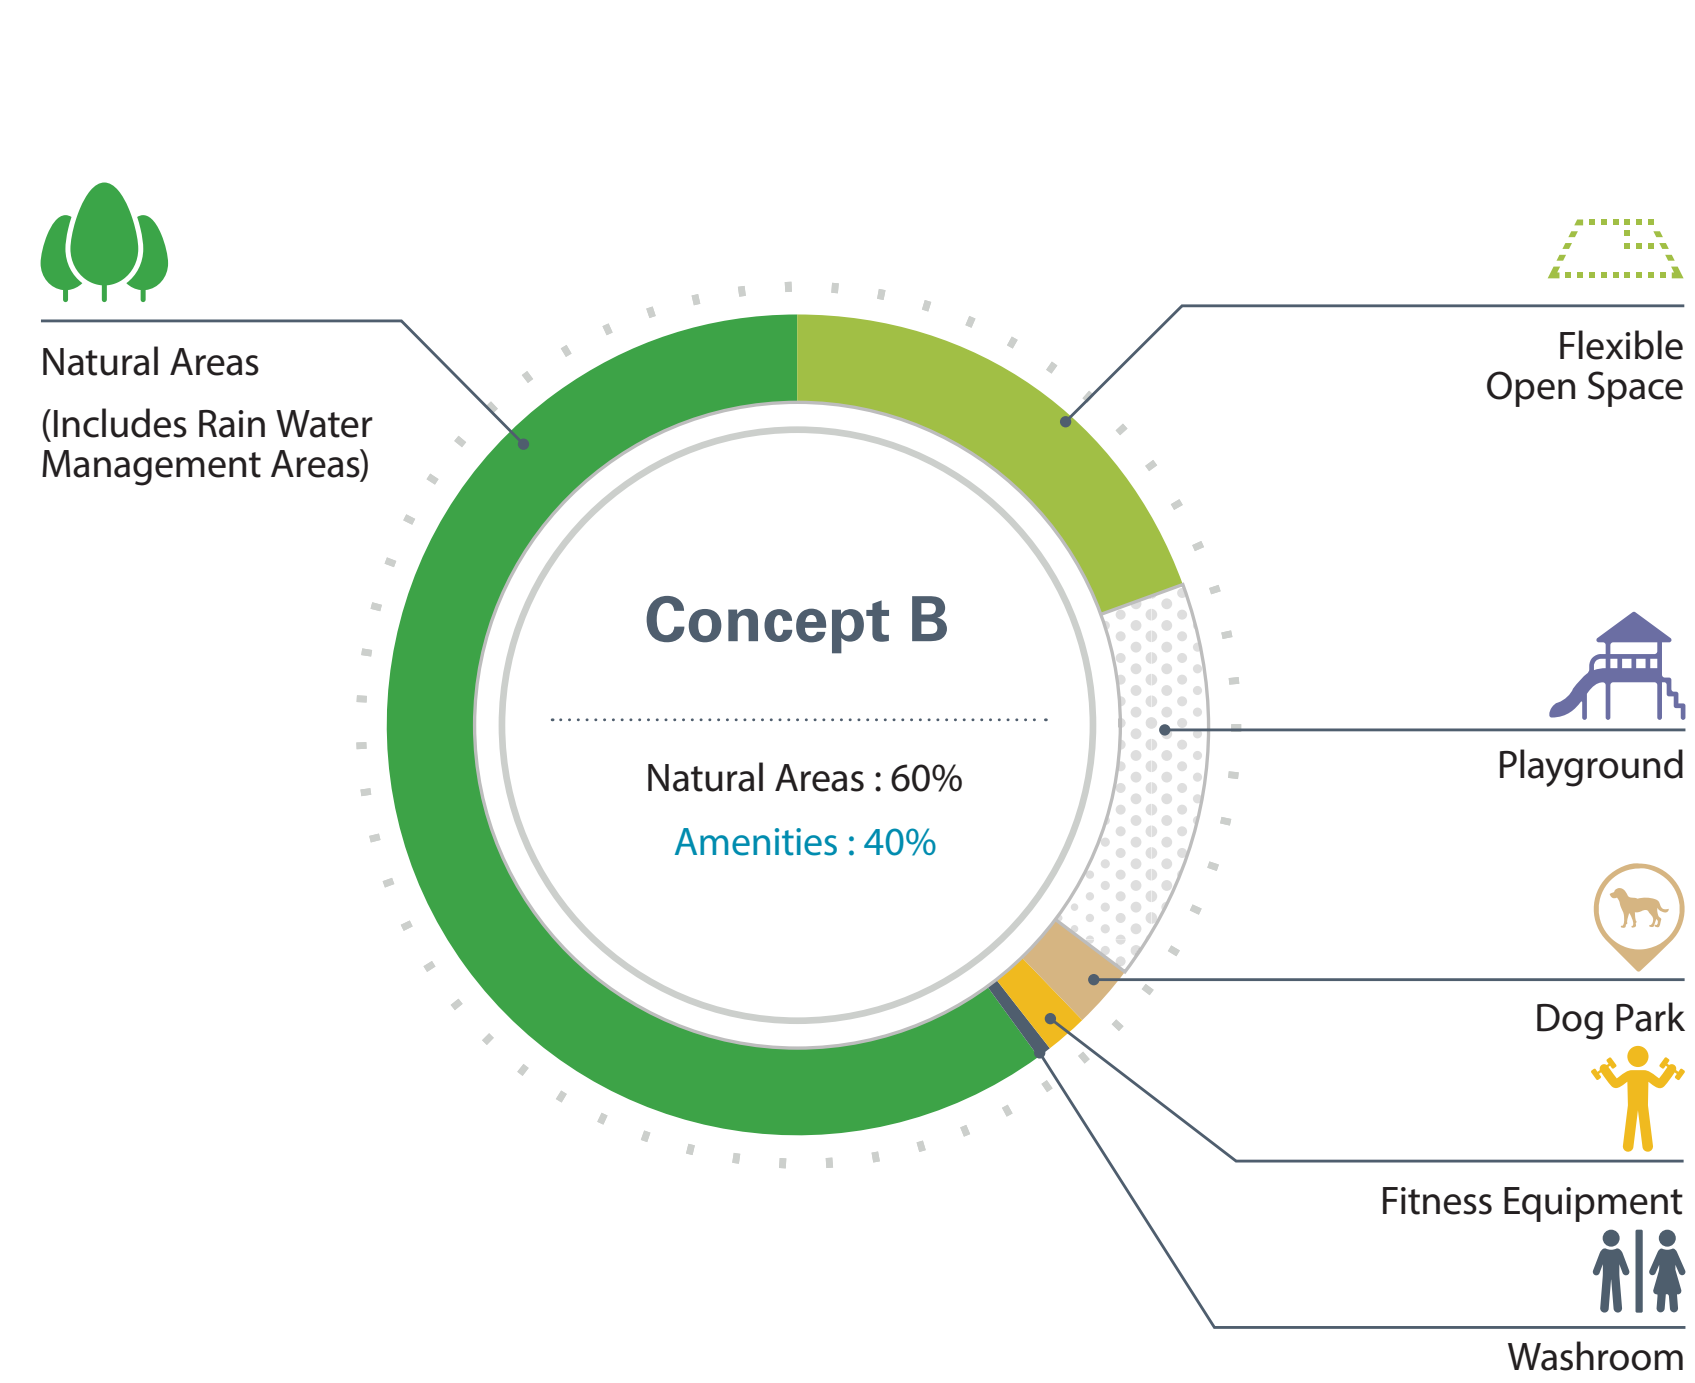 Natural Areas
(Includes Rain Water
Management Areas)
Flexible
Open Space
Concept B
Natural Areas : 60%
Amenities : 40%
Playground
Dog Park
Fitness Equipment
Washroom